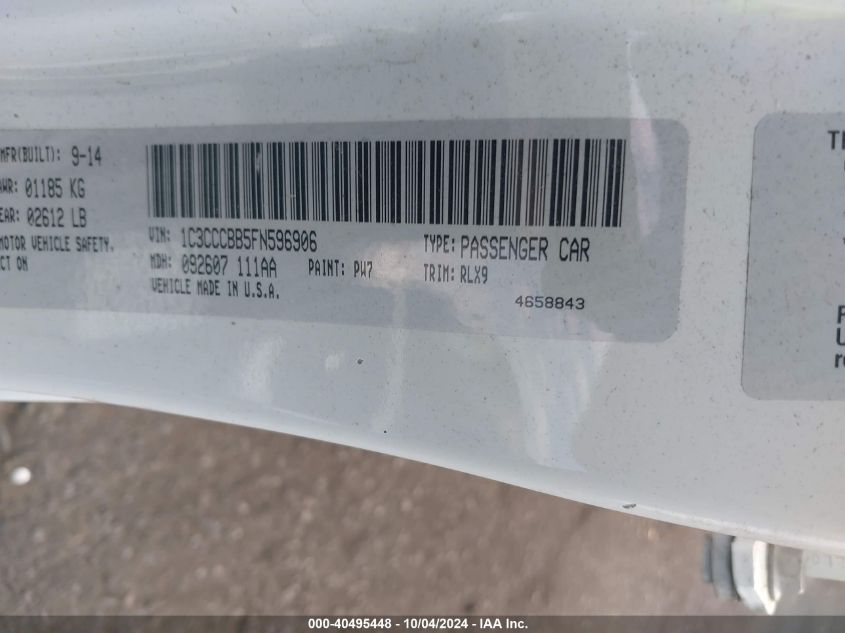 MFR(BUILT): 9-14
AWR: 01185 KG
EAR: 02612 LB
MOTOR VEHICLE SAFETY.
CT ON
VIN: 1C3CCCBB5FN596906
TYPE: PASSENGER CAR
MDH: 092607 111AA
PAINT: PW7
TRIM: RLX9
VEHICLE MADE IN U.S.A.
4658843
000-40495448 - 10/04/2024 - IAA Inc.